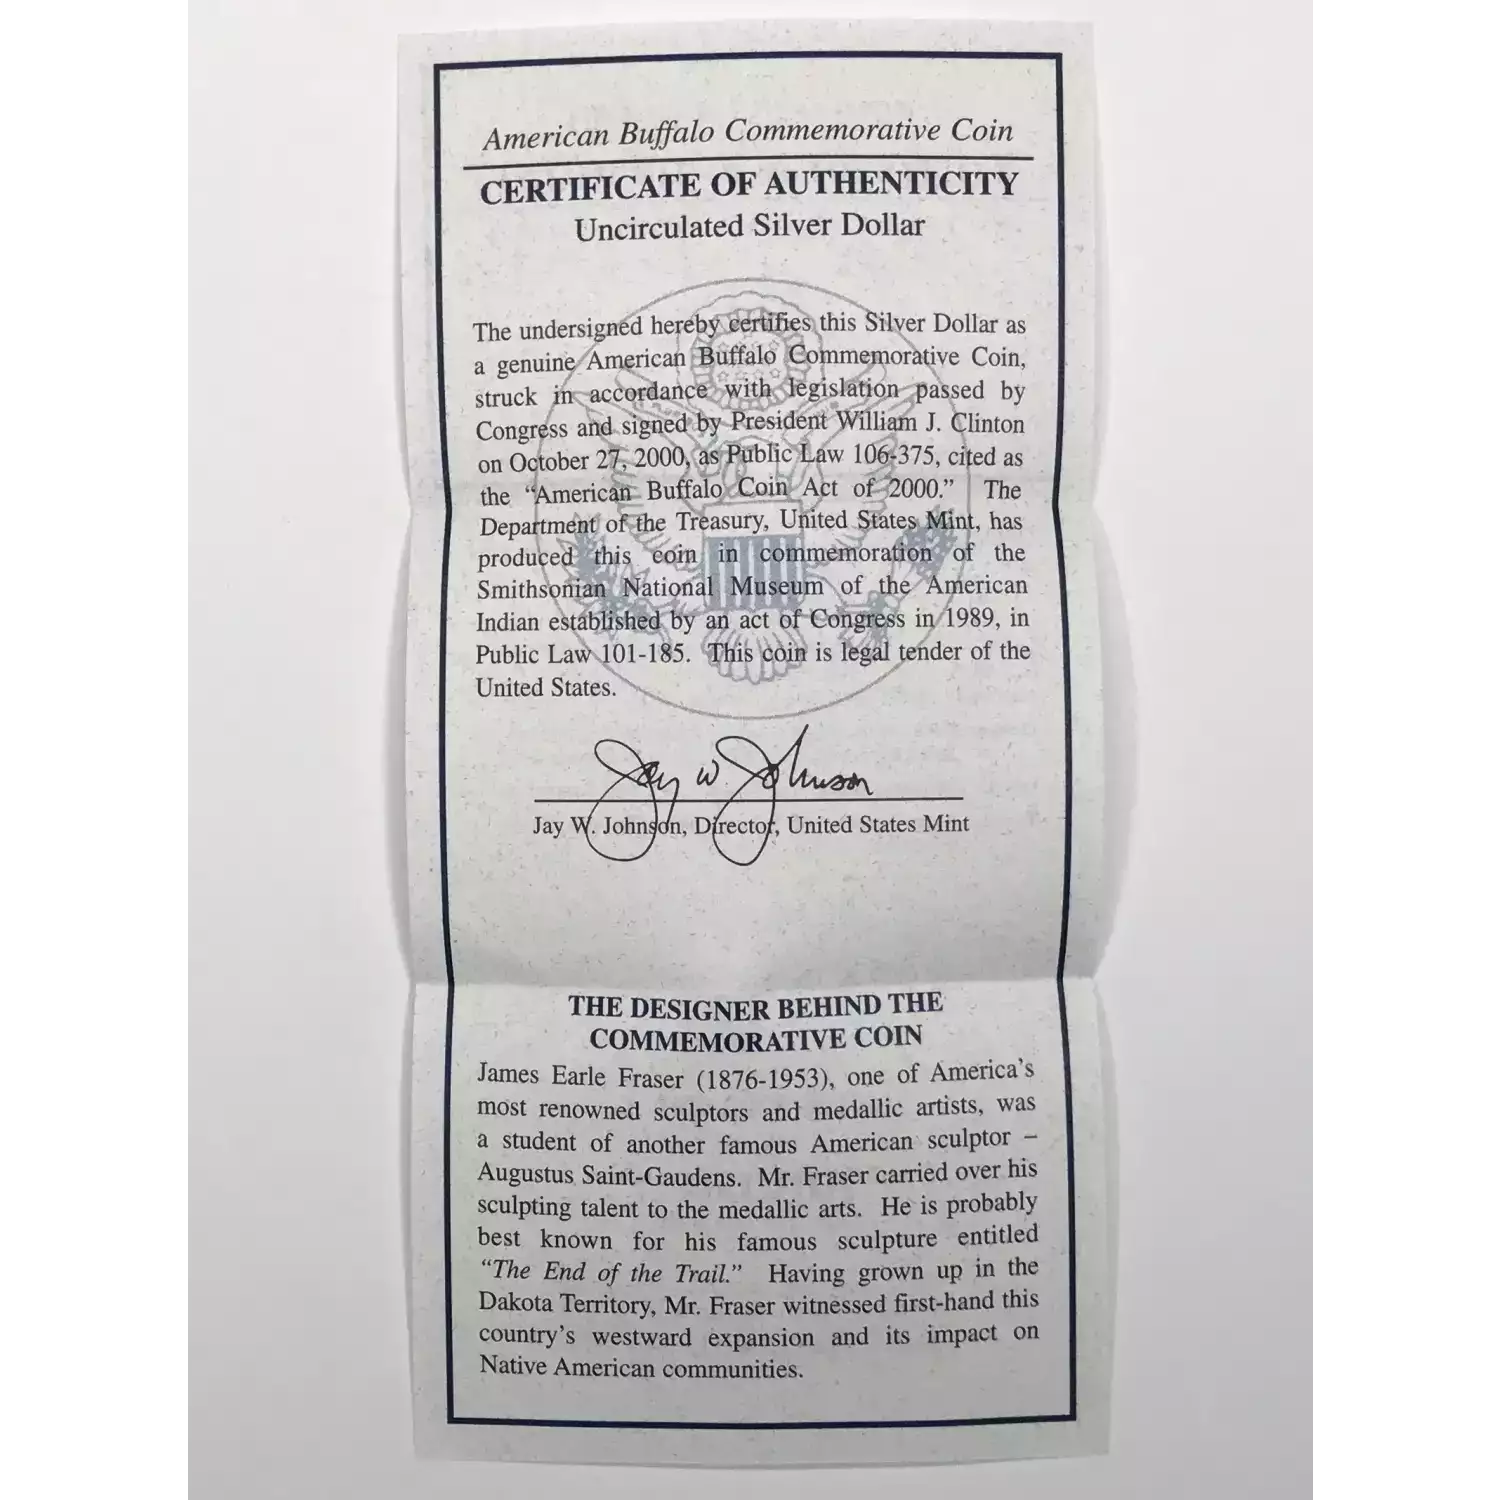 American Buffalo Commemorative Coin
CERTIFICATE OF AUTHENTICITY
Uncirculated Silver Dollar
The undersigned hereby certifies this Silver Dollar as
a genuine American Buffalo Commemorative Coin,
struck in accordance with legislation passed by
Congress and signed by President William J. Clinton
on October 27, 2000, as Public Law 106-375, cited as
the “American Buffalo Coin Act of 2000.” The
Department of the Treasury, United States Mint, has
produced this coin in commemoration of the
Smithsonian National Museum of the American
Indian established by an act of Congress in 1989, in
Public Law 101-185. This coin is legal tender of the
United States.
Jay W Johnson
Jay W. Johnson, Director, United States Mint
THE DESIGNER BEHIND THE
COMMEMORATIVE COIN
James Earle Fraser (1876-1953), one of America’s
most renowned sculptors and medallic artists, was
a student of another famous American sculptor –
Augustus Saint-Gaudens. Mr. Fraser carried over his
sculpting talent to the medallic arts. He is probably
best known for his famous sculpture entitled
“The End of the Trail.” Having grown up in the
Dakota Territory, Mr. Fraser witnessed first-hand this
country’s westward expansion and its impact on
Native American communities.